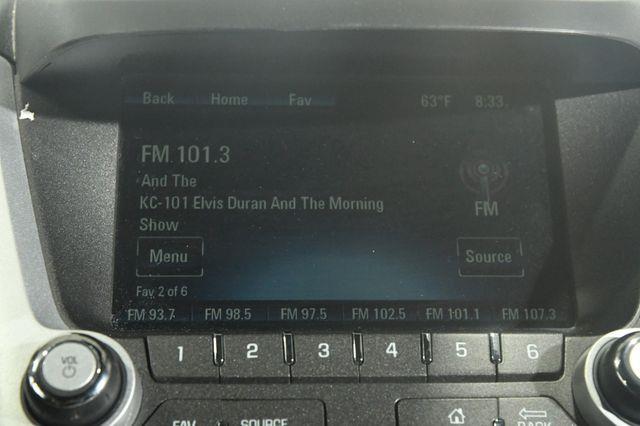 Back Home Fav 63°F 8:33
FM 101.3
And The
KC-101 Elvis Duran And The Morning
Show
FM
Menu Source
Fav 2 of 6
FM 93.7 FM 98.5 FM 97.5 FM 102.5 FM 101.1 FM 107.3
1 2 3 4 5 6
VOL
FAV SOURCE BACK